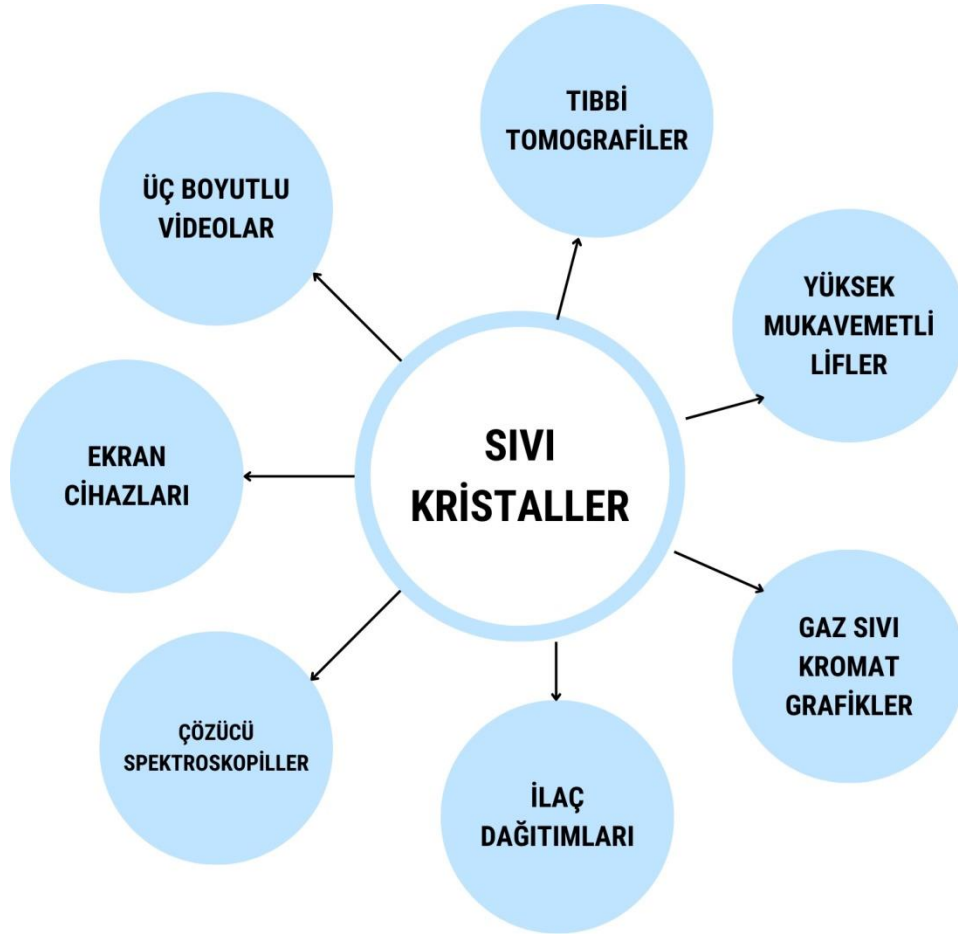 TIBBİ
TOMOGRAFİLER
ÜÇ BOYUTLU
VİDEOLAR
YÜKSEK
MUKAVEMETLİ
LİFLER
SIVI
KRİSTALLER
EKRAN
CİHAZLARI
GAZ SIVI
KROMAT
GRAFİKLER
ÇÖZÜCÜ
SPEKTROSKOPİLLER
İLAÇ
DAĞITIMLARI